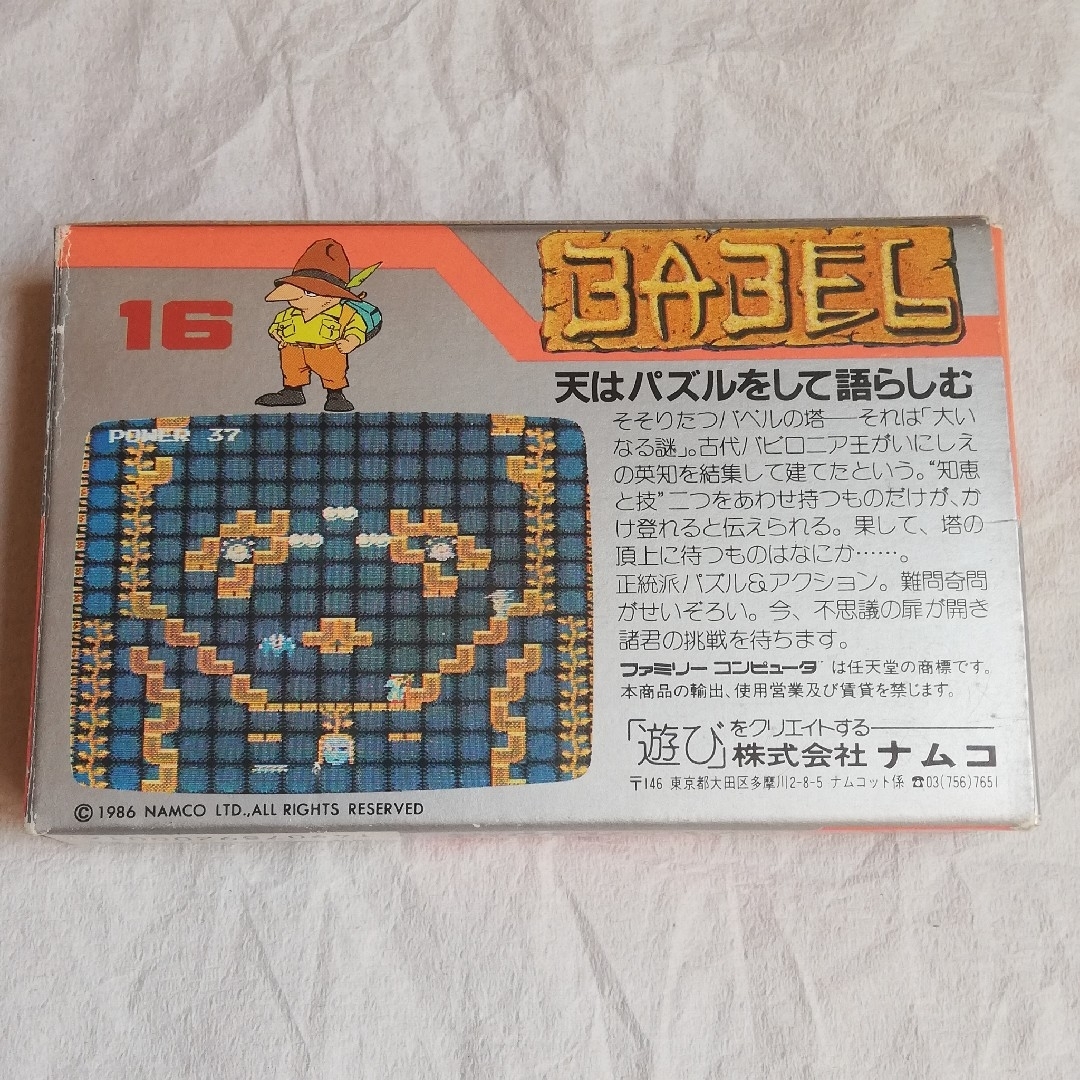 16
BABEL
天はパズルをして語らしむ
POWER 37
そそりたつバベルの塔──それは「大い
なる謎」。古代バビロニア王がいにしえ
の英知を結集して建てたという。“知恵
と技”二つをあわせ持つものだけが、か
け登れると伝えられる。果して、塔の
頂上に待つものはなにか……。
正統派パズル&アクション。難問奇問
がせいぞろい。今、不思議の扉が開き
諸君の挑戦を待ちます。
ファミリーコンピュータは任天堂の商標です。
本商品の輸出、使用営業及び賃貸を禁じます。
「遊び」をクリエイトする──
株式会社 ナムコ
〒146 東京都大田区多摩川2-8-5 ナムコット係 ☎03(756)7651
© 1986 NAMCO LTD.,ALL RIGHTS RESERVED